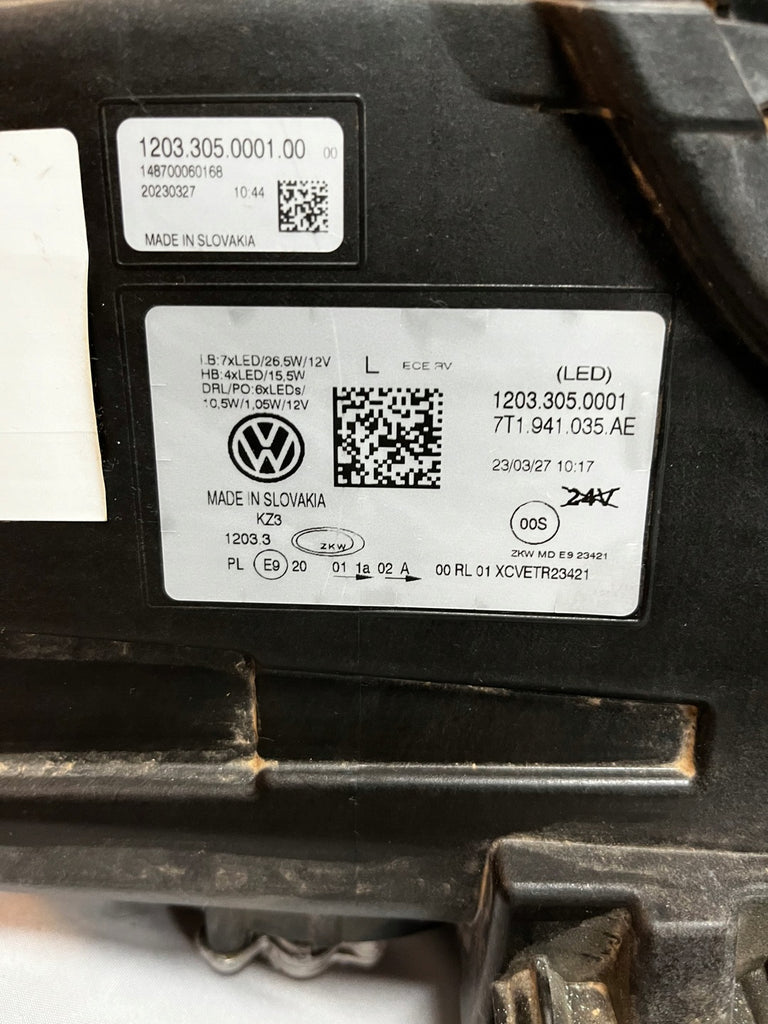 1203.305.0001.00 00
148700060168
20230327 10:44
MADE IN SLOVAKIA
LB:7xLED/26.5W/12V
HB:4xLED/15,5W
DRL/PO:6xLEDs/
10,5W/1,05W/12V
L ECE RV
(LED)
1203.305.0001
7T1.941.035.AE
23/03/27 10:17
24V
00S
ZKW MD E9 23421
MADE IN SLOVAKIA
KZ3
1203.3 ZKW
PL E9 20 01 1a 02 A 00 RL 01 XCVETR23421